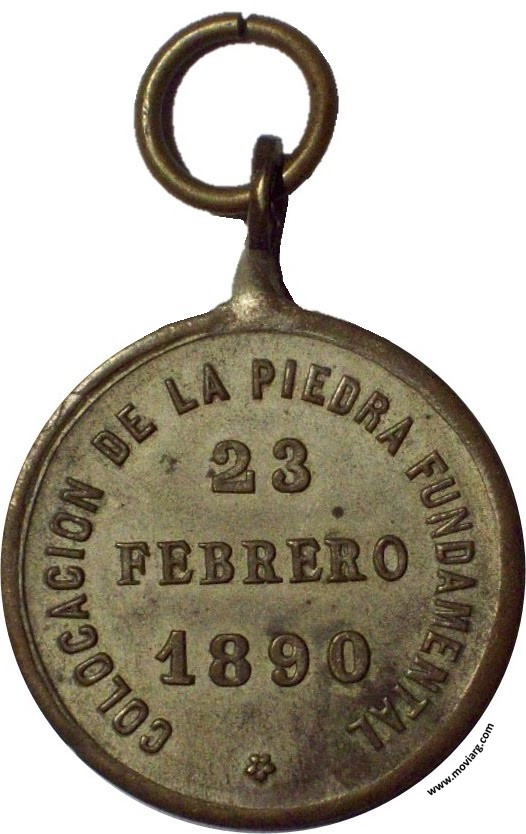 COLOCACION DE LA PIEDRA FUNDAMENTAL
23
FEBRERO
1890
www.moviarg.com